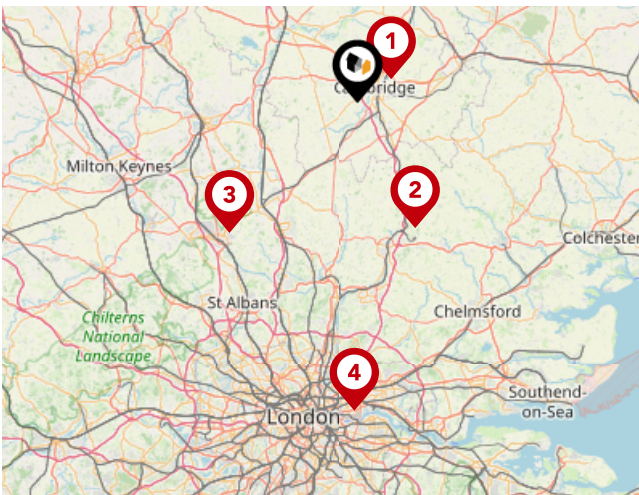 1
Cambridge
Milton Keynes
3
2
Colchester
St Albans
Chelmsford
Chilterns
National
Landscape
4
Southend-
on-Sea
London